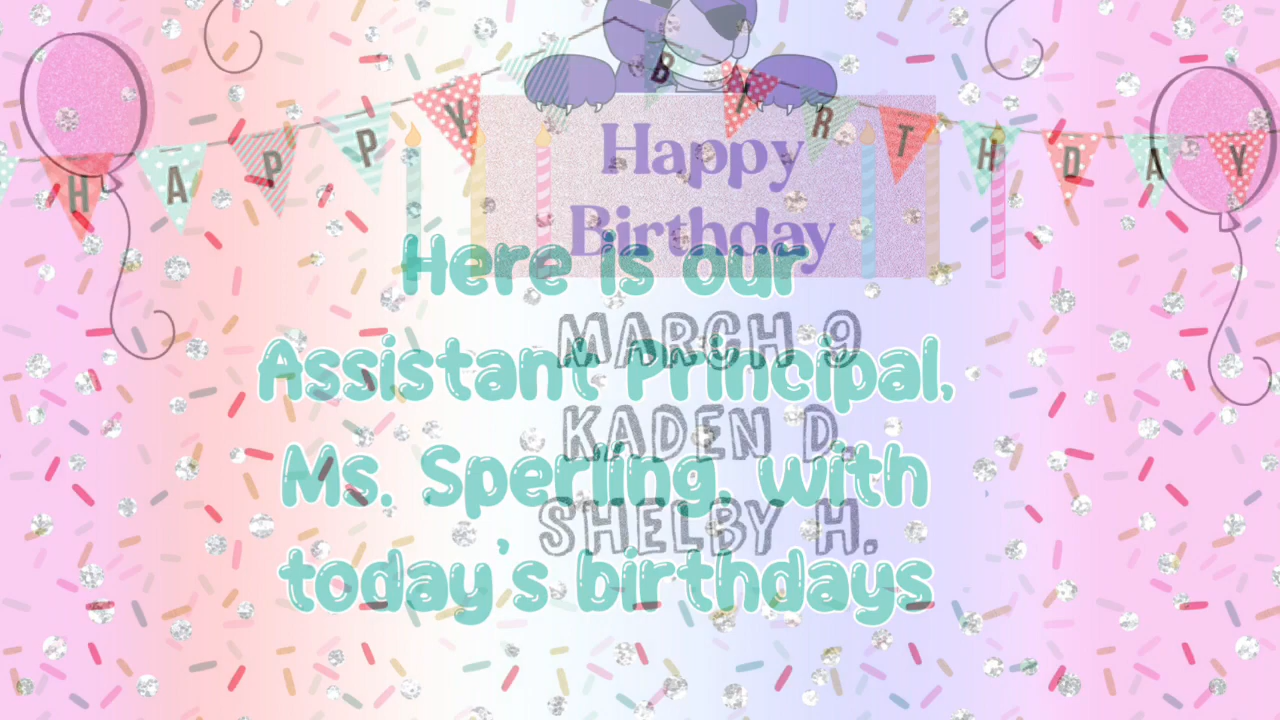 HAPPY BIRTHDAY
Happy
Birthday
Here is our
MARCH 9
Assistant Principal,
KADEN D.
Ms. Sperling, with
SHELBY H.
today's birthdays